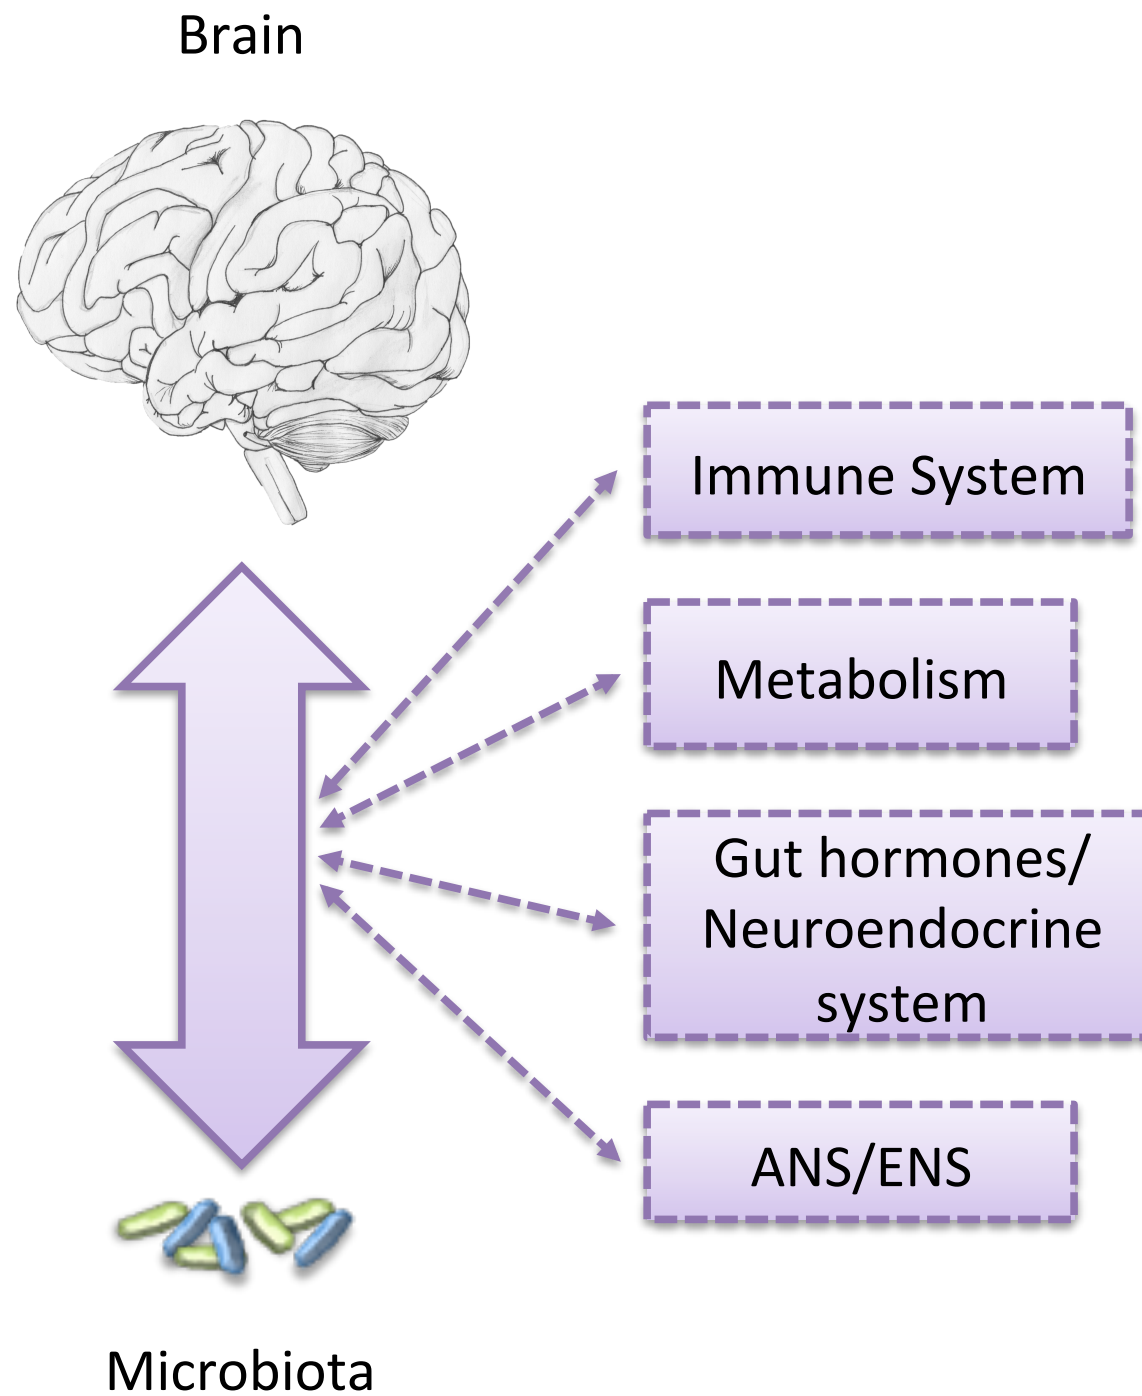 Brain
Immune System
Metabolism
Gut hormones/
Neuroendocrine
system
ANS/ENS
Microbiota